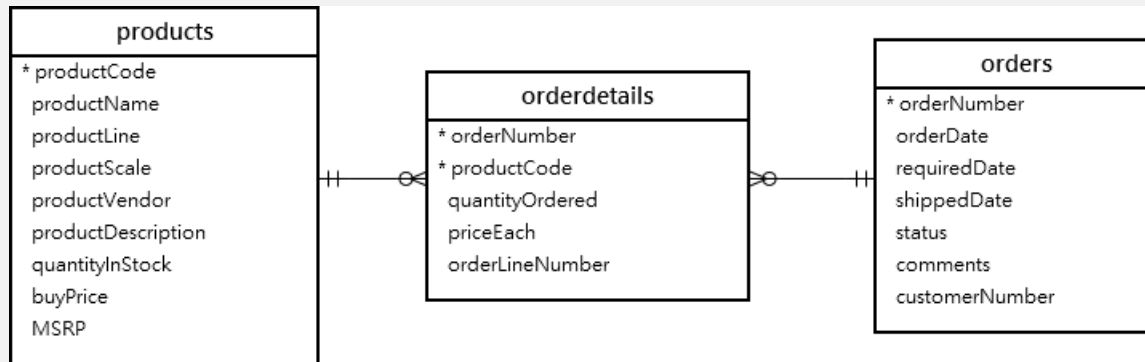 products
* productCode
productName
productLine
productScale
productVendor
productDescription
quantityInStock
buyPrice
MSRP
orderdetails
* orderNumber
* productCode
quantityOrdered
priceEach
orderLineNumber
orders
* orderNumber
orderDate
requiredDate
shippedDate
status
comments
customerNumber